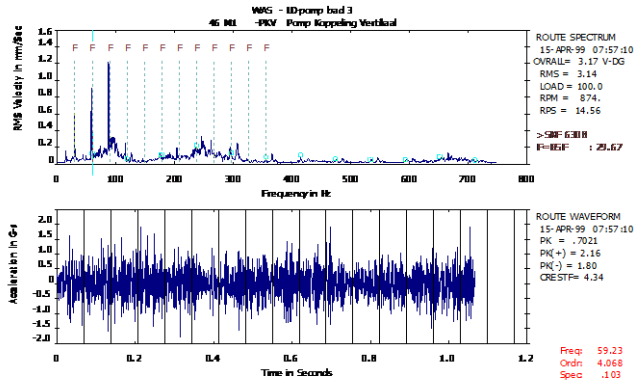 WAS - LD-pomp bad 3
46 M1 -PKV Pomp Koppeling Vertikaal
RMS Velocity in mm/Sec
1.6
1.4
1.2
1.0
0.8
0.6
0.4
0.2
0
F F F F F F F F F F F F
0 100 200 300 400 500 600 700 800
Frequency in Hz
ROUTE SPECTRUM
15-APR-99 07:57:10
OVRALL= 3.17 V-DG
RMS = 3.14
LOAD = 100.0
RPM = 874.
RPS = 14.56
>SKF 6308
F=BSF : 29.67
Acceleration in G-s
2.0
1.5
1.0
0.5
0
-0.5
-1.0
-1.5
-2.0
0 0.2 0.4 0.6 0.8 1.0 1.2
Time in Seconds
ROUTE WAVEFORM
15-APR-99 07:57:10
PK = .7021
PK(+) = 2.16
PK(-) = 1.80
CRESTF= 4.34
Freq: 59.23
Ordr: 4.068
Spec: .103